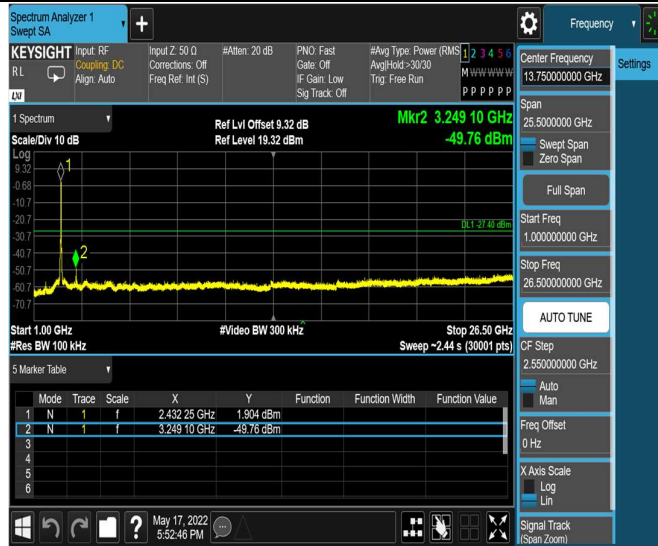 Spectrum Analyzer 1
Swept SA
Frequency
KEYSIGHT
RL
LXI
Input: RF
Coupling: DC
Align: Auto
Input Z: 50 Ω
Corrections: Off
Freq Ref: Int (S)
#Atten: 20 dB
PNO: Fast
Gate: Off
IF Gain: Low
Sig Track: Off
#Avg Type: Power (RMS
Avg|Hold:>30/30
Trig: Free Run
1 2 3 4 5 6
M W W W W W
P P P P P P
1 Spectrum
Scale/Div 10 dB
Ref Lvl Offset 9.32 dB
Ref Level 19.32 dBm
Mkr2 3.249 10 GHz
-49.76 dBm
Log
9.32
-0.68
-10.7
-20.7
-30.7
-40.7
-50.7
-60.7
-70.7
1
2
DL1 -27.40 dBm
Start 1.00 GHz
#Video BW 300 kHz
Stop 26.50 GHz
#Res BW 100 kHz
Sweep ~2.44 s (30001 pts)
5 Marker Table
Mode Trace Scale X Y Function Function Width Function Value
1 N 1 f 2.432 25 GHz 1.904 dBm
2 N 1 f 3.249 10 GHz -49.76 dBm
3
4
5
6
May 17, 2022
5:52:46 PM
Center Frequency
13.750000000 GHz
Span
25.5000000 GHz
Swept Span
Zero Span
Full Span
Start Freq
1.000000000 GHz
Stop Freq
26.500000000 GHz
AUTO TUNE
CF Step
2.550000000 GHz
Auto
Man
Freq Offset
0 Hz
X Axis Scale
Log
Lin
Signal Track
(Span Zoom)
Settings